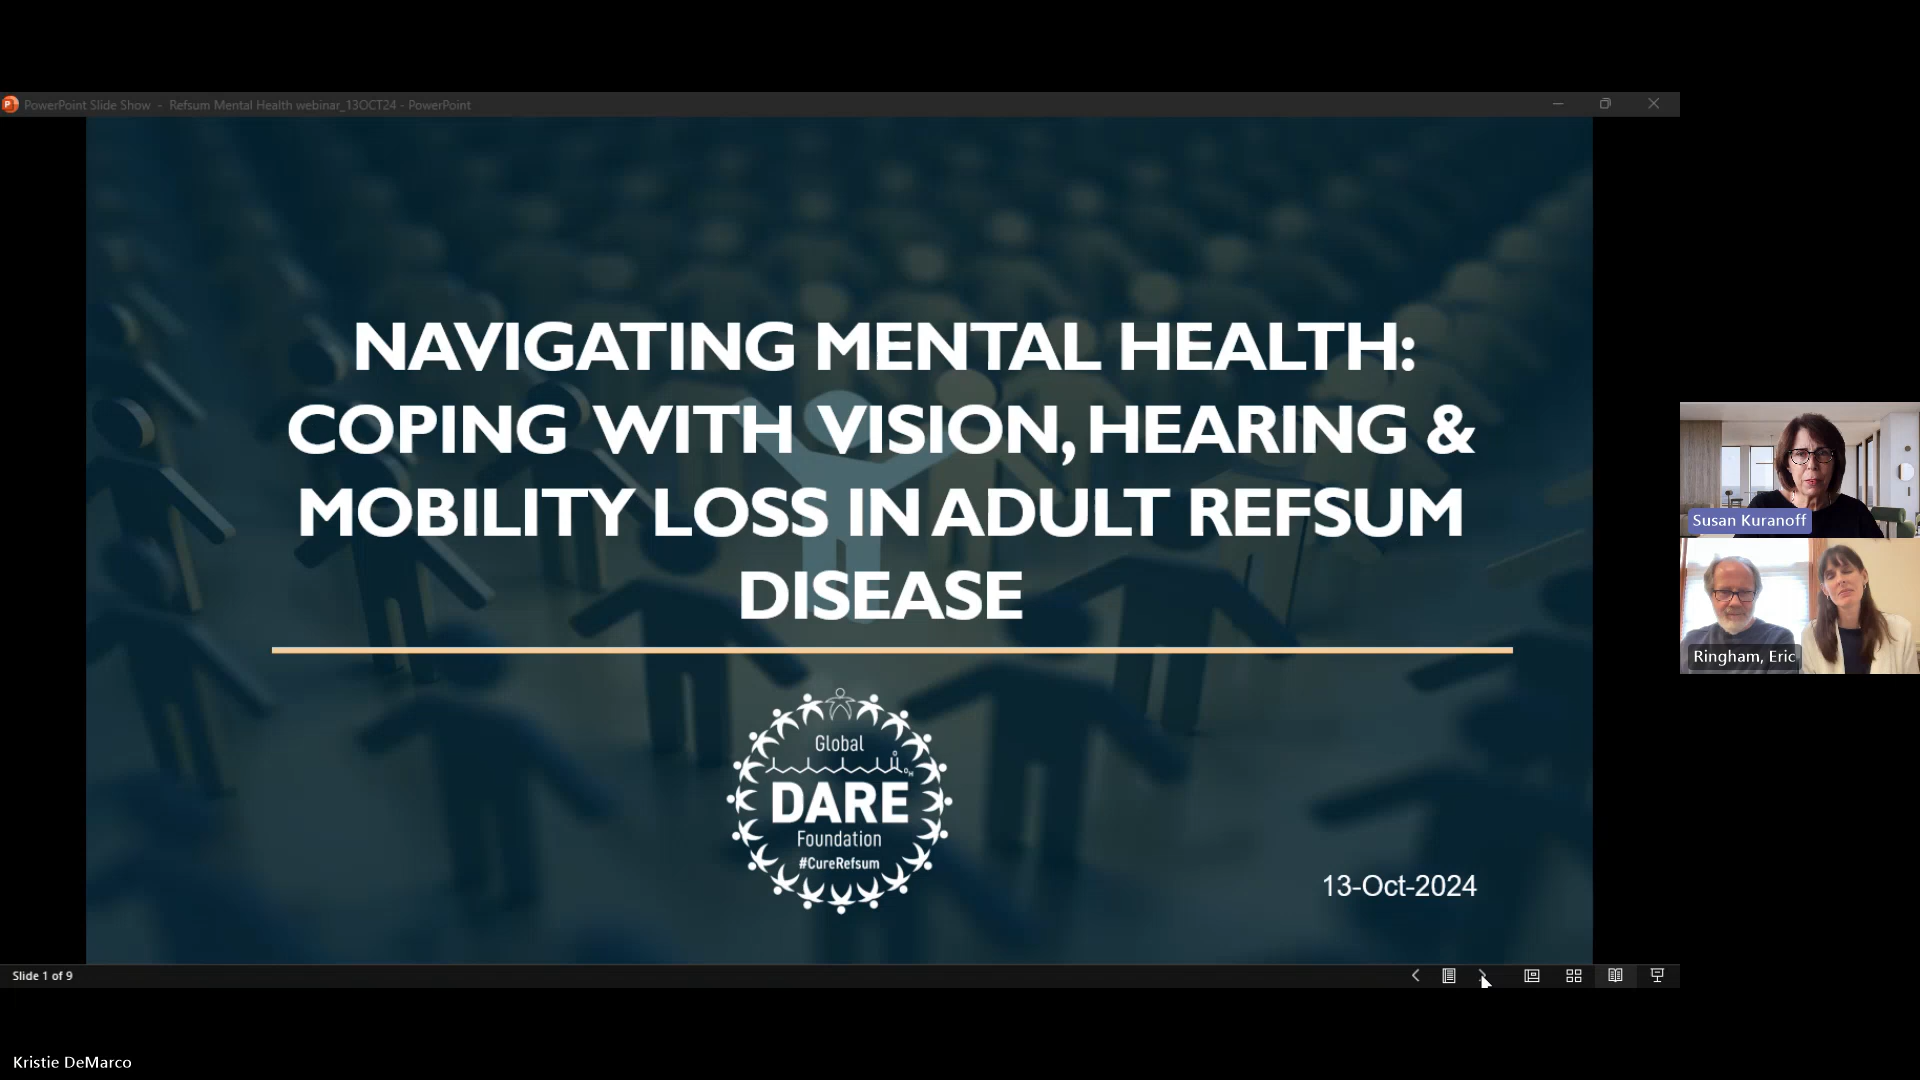 PowerPoint Slide Show - Refsum Mental Health webinar_13OCT24 - PowerPoint
NAVIGATING MENTAL HEALTH:
COPING WITH VISION, HEARING &
MOBILITY LOSS IN ADULT REFSUM
DISEASE
Global
OH
DARE
Foundation
#CureRefsum
13-Oct-2024
Susan Kuranoff
Ringham, Eric
Slide 1 of 9
Kristie DeMarco